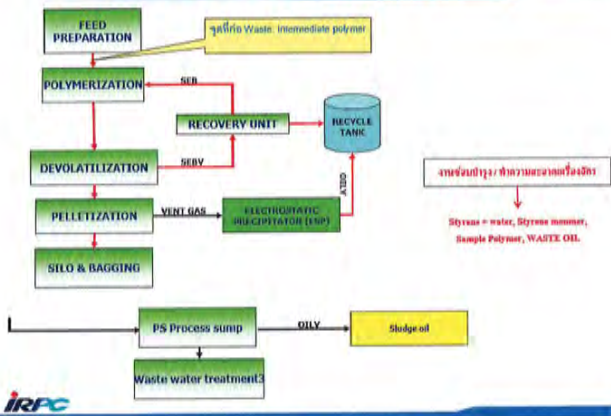 FEED
PREPARATION
จุดที่ก่อ Waste: Intermediate polymer
POLYMERIZATION
SEB
RECOVERY UNIT
RECYCLE
TANK
DEVOLATILIZATION
SEBV
OILY
งานซ่อมบำรุง / ทำความสะอาดเครื่องจักร
PELLETIZATION
VENT GAS
ELECTROSTATIC
PRECIPITATOR (ESP)
Styrene + water, Styrene monomer,
Sample Polymer, WASTE OIL
SILO & BAGGING
PS Process sump
OILY
Sludge oil
Waste water treatment3
IRPC